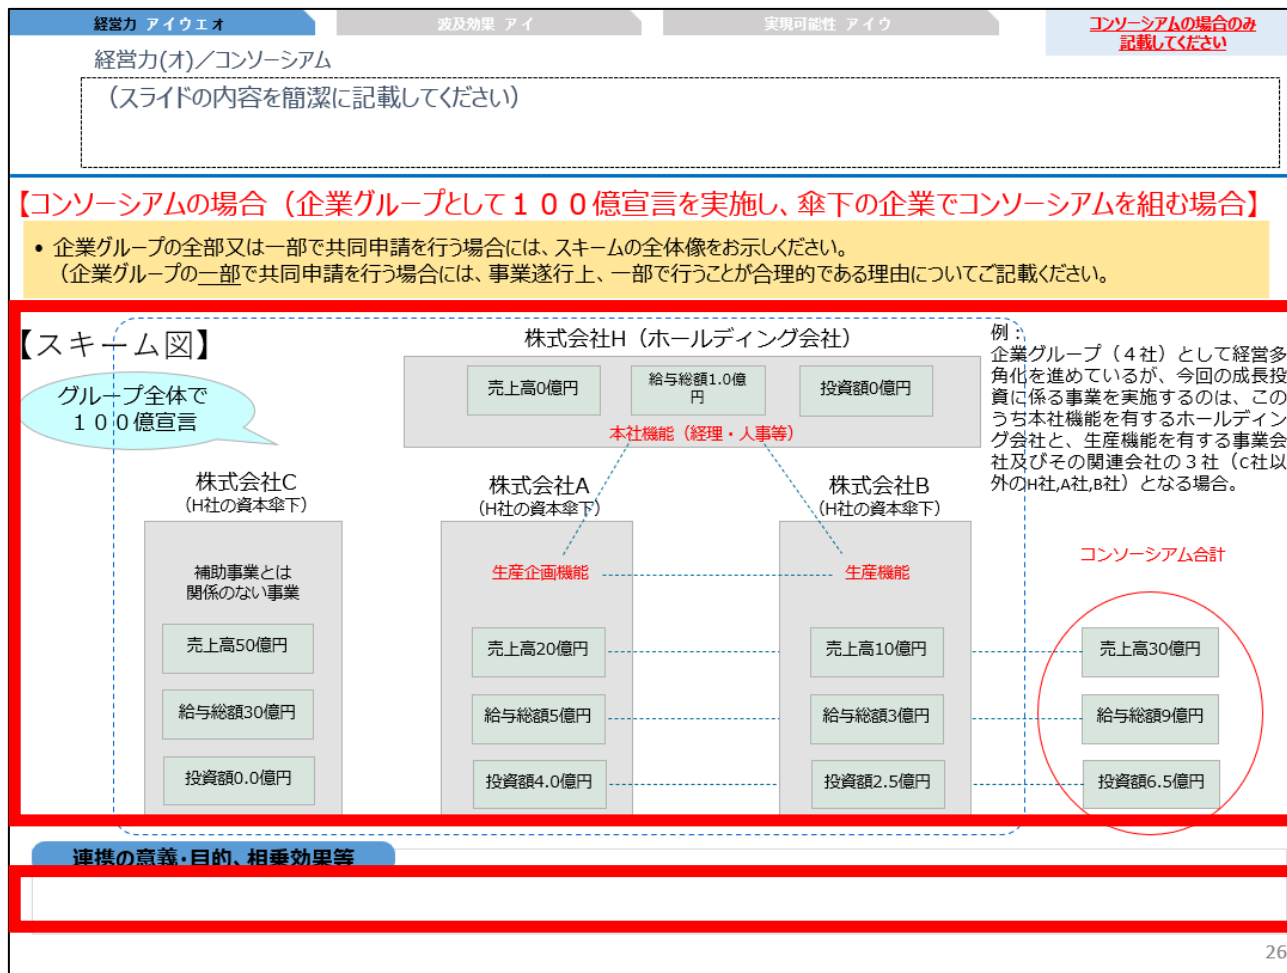 経営力 アイウエオ
波及効果 アイ
実現可能性 アイウ
コンソーシアムの場合のみ
記載してください
経営力(オ)／コンソーシアム
（スライドの内容を簡潔に記載してください）
【コンソーシアムの場合（企業グループとして１００億宣言を実施し、傘下の企業でコンソーシアムを組む場合】
• 企業グループの全部又は一部で共同申請を行う場合には、スキームの全体像をお示しください。
（企業グループの一部で共同申請を行う場合には、事業遂行上、一部で行うことが合理的である理由についてご記載ください。
【スキーム図】
グループ全体で
１００億宣言
株式会社H（ホールディング会社）
売上高0億円
給与総額1.0億
円
投資額0億円
本社機能（経理・人事等）
例：
企業グループ（４社）として経営多
角化を進めているが、今回の成長投
資に係る事業を実施するのは、この
うち本社機能を有するホールディン
グ会社と、生産機能を有する事業会
社及びその関連会社の３社（C社以
外のH社,A社,B社）となる場合。
株式会社C
（H社の資本傘下）
補助事業とは
関係のない事業
売上高50億円
給与総額30億円
投資額0.0億円
株式会社A
（H社の資本傘下）
生産企画機能
売上高20億円
給与総額5億円
投資額4.0億円
株式会社B
（H社の資本傘下）
生産機能
売上高10億円
給与総額3億円
投資額2.5億円
コンソーシアム合計
売上高30億円
給与総額9億円
投資額6.5億円
連携の意義・目的、相乗効果等
26